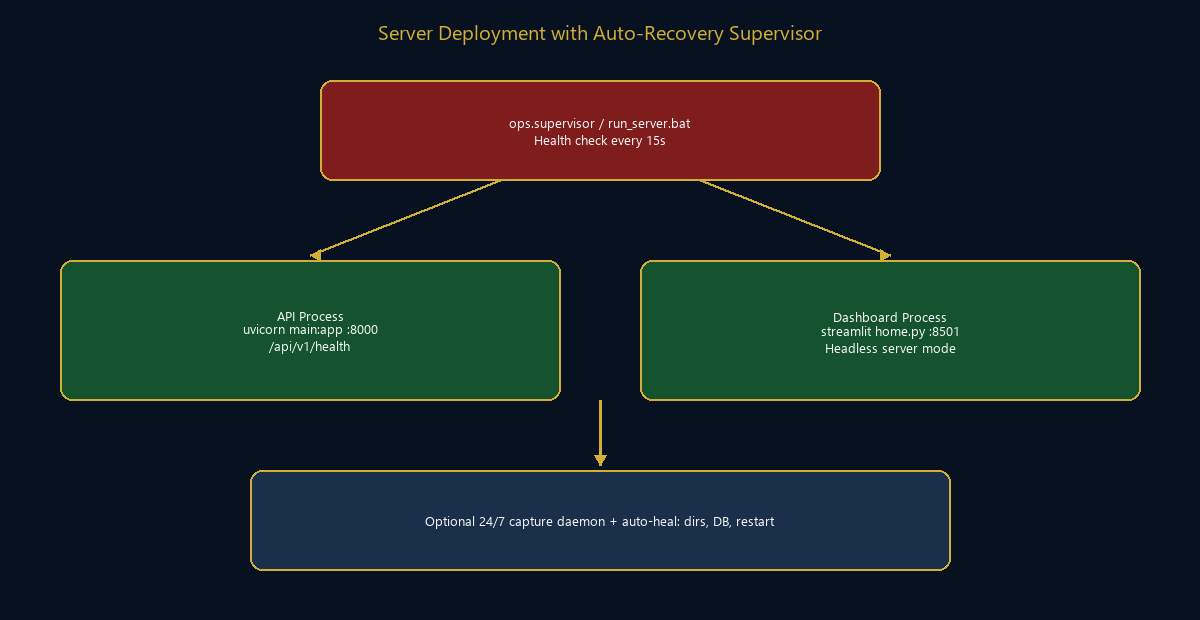 Server Deployment with Auto-Recovery Supervisor
ops.supervisor / run_server.bat
Health check every 15s
API Process
uvicorn main:app :8000
/api/v1/health
Dashboard Process
streamlit home.py :8501
Headless server mode
Optional 24/7 capture daemon + auto-heal: dirs, DB, restart